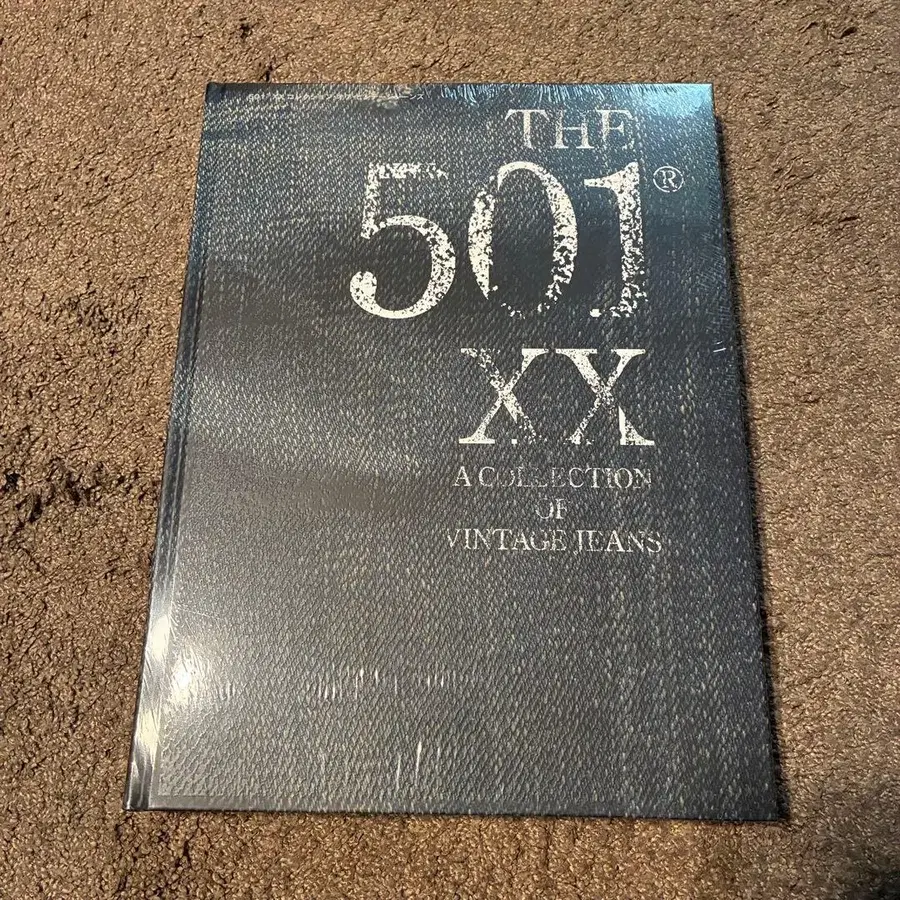 THE
501®
XX
A COLLECTION
OF
VINTAGE JEANS